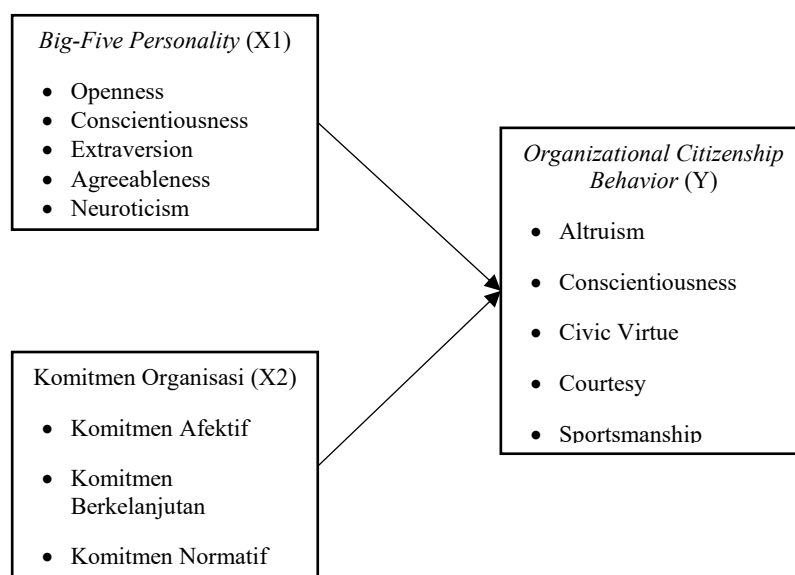 Big-Five Personality (X1)
• Openness
• Conscientiousness
• Extraversion
• Agreeableness
• Neuroticism
Organizational Citizenship
Behavior (Y)
• Altruism
• Conscientiousness
• Civic Virtue
• Courtesy
• Sportsmanship
Komitmen Organisasi (X2)
• Komitmen Afektif
• Komitmen
Berkelanjutan
• Komitmen Normatif